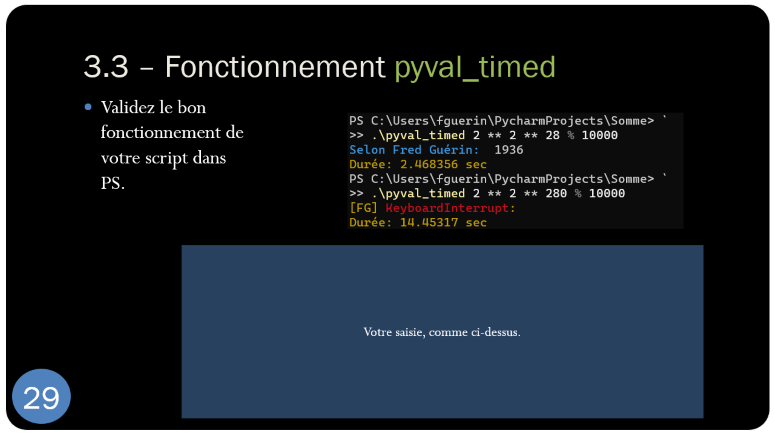 3.3 – Fonctionnement pyval_timed
Validez le bon
fonctionnement de
votre script dans
PS.
PS C:\Users\fguerin\PycharmProjects\Somme> `
>> .\pyval_timed 2 ** 2 ** 28 % 10000
Selon Fred Guérin:  1936
Durée: 2.468356 sec
PS C:\Users\fguerin\PycharmProjects\Somme> `
>> .\pyval_timed 2 ** 2 ** 280 % 10000
[FG] KeyboardInterrupt:
Durée: 14.45317 sec
Votre saisie, comme ci-dessus.
29